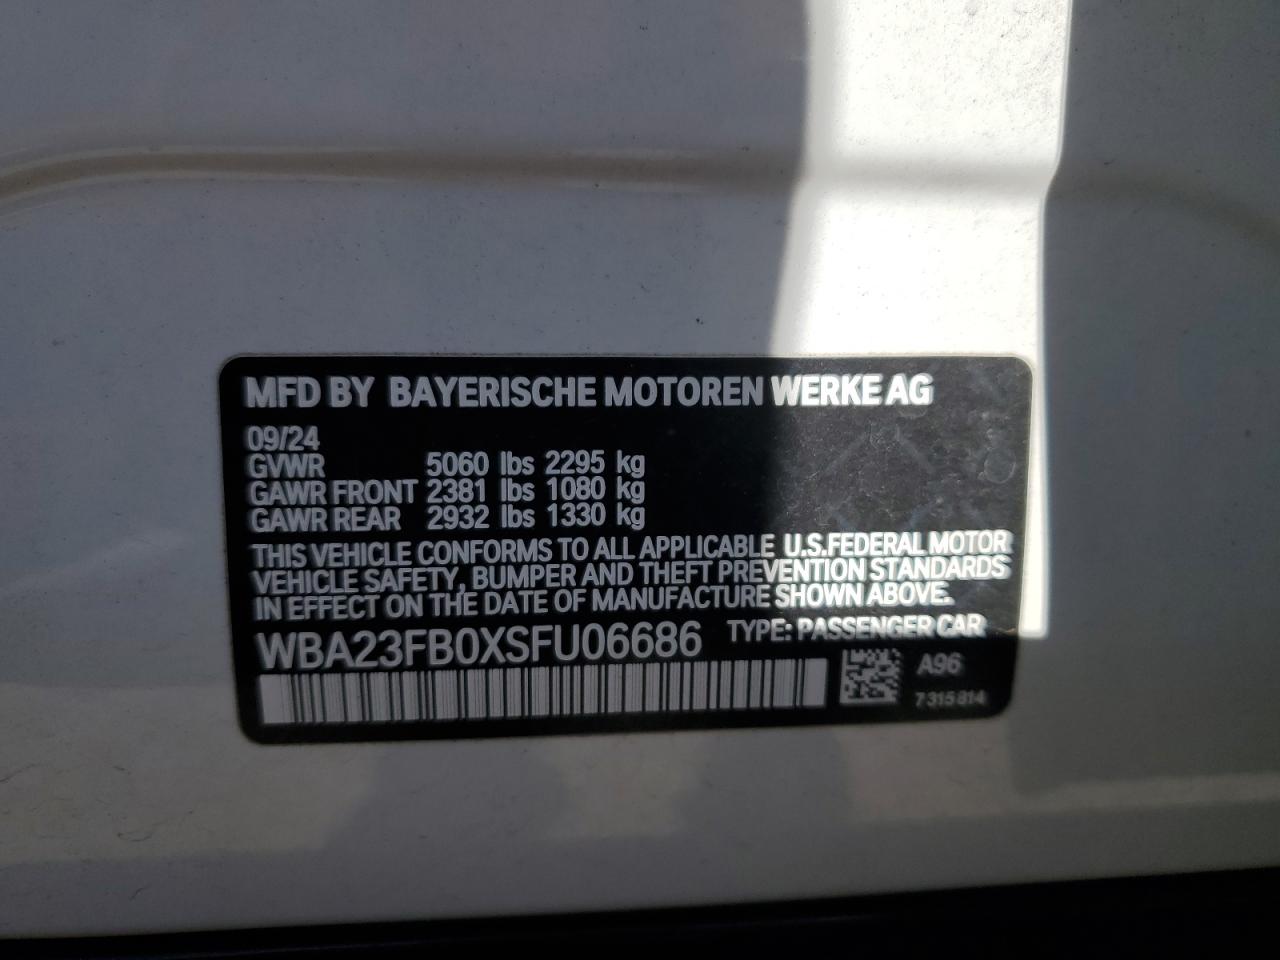 MFD BY BAYERISCHE MOTOREN WERKE AG
09/24
GVWR 5060 lbs 2295 kg
GAWR FRONT 2381 lbs 1080 kg
GAWR REAR 2932 lbs 1330 kg
THIS VEHICLE CONFORMS TO ALL APPLICABLE U.S.FEDERAL MOTOR
VEHICLE SAFETY, BUMPER AND THEFT PREVENTION STANDARDS
IN EFFECT ON THE DATE OF MANUFACTURE SHOWN ABOVE.
WBA23FB0XSFU06686 TYPE: PASSENGER CAR
A96
7315814